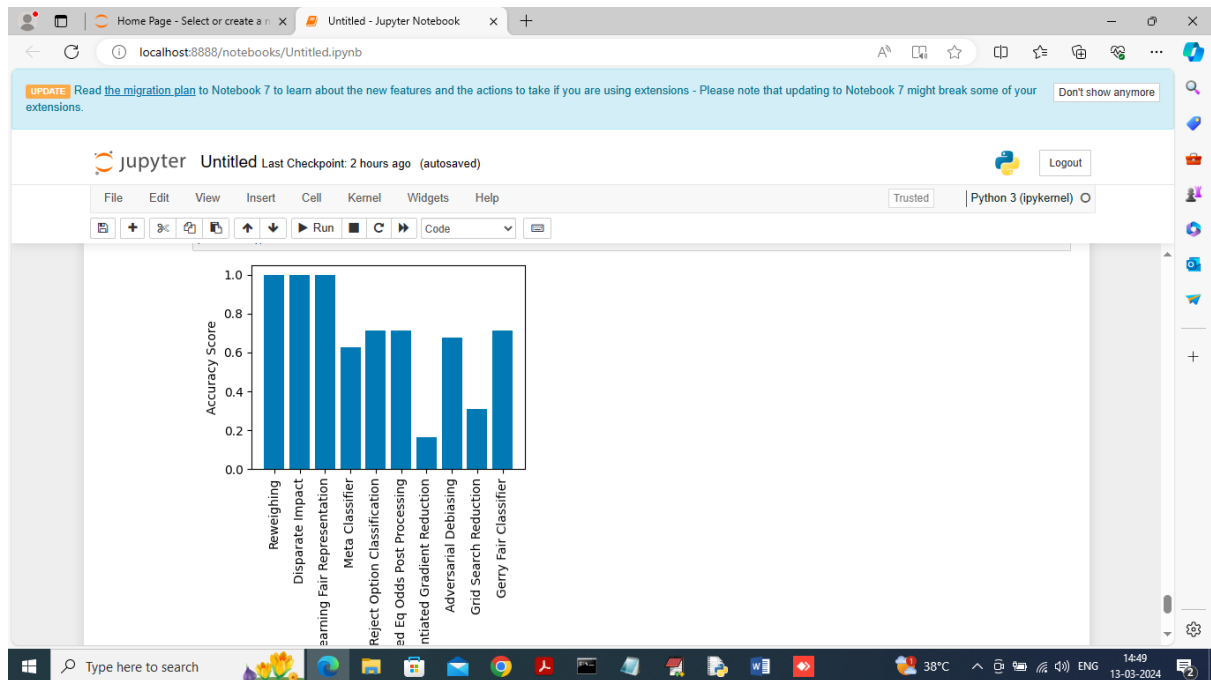 Home Page - Select or create a n
Untitled - Jupyter Notebook
localhost:8888/notebooks/Untitled.ipynb
UPDATE Read the migration plan to Notebook 7 to learn about the new features and the actions to take if you are using extensions - Please note that updating to Notebook 7 might break some of your
extensions.
Don't show anymore
jupyter Untitled Last Checkpoint: 2 hours ago (autosaved)
Logout
File Edit View Insert Cell Kernel Widgets Help
Trusted Python 3 (ipykernel)
Run Code
Accuracy Score
1.0
0.8
0.6
0.4
0.2
0.0
Reweighing
Disparate Impact
earning Fair Representation
Meta Classifier
Reject Option Classification
ed Eq Odds Post Processing
ntiated Gradient Reduction
Adversarial Debiasing
Grid Search Reduction
Gerry Fair Classifier
Type here to search
38°C
ENG
14:49
13-03-2024
2